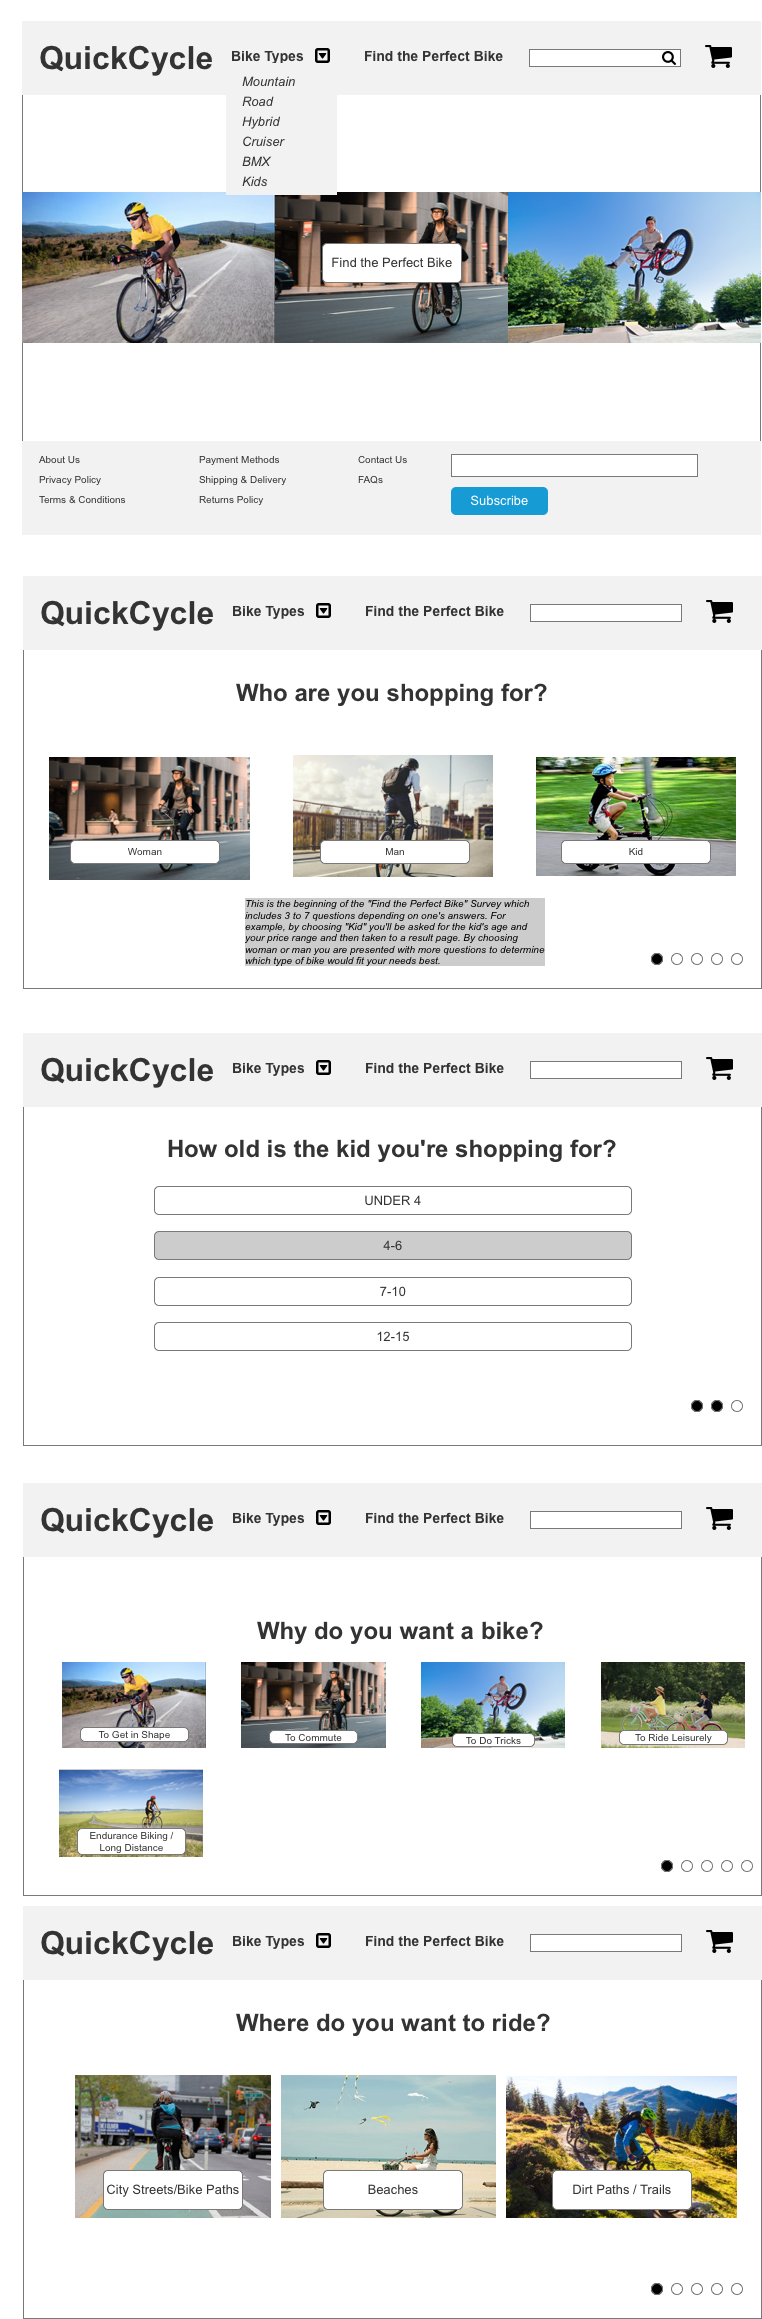 QuickCycle Bike Types Find the Perfect Bike
Mountain
Road
Hybrid
Cruiser
BMX
Kids
Find the Perfect Bike
About Us Payment Methods Contact Us
Privacy Policy Shipping & Delivery FAQs
Terms & Conditions Returns Policy Subscribe
QuickCycle Bike Types Find the Perfect Bike
Who are you shopping for?
Woman Man Kid
This is the beginning of the "Find the Perfect Bike" Survey which
includes 3 to 7 questions depending on one's answers. For
example, by choosing "Kid" you'll be asked for the kid's age and
your price range and then taken to a result page. By choosing
woman or man you are presented with more questions to determine
which type of bike would fit your needs best.
QuickCycle Bike Types Find the Perfect Bike
How old is the kid you're shopping for?
UNDER 4
4-6
7-10
12-15
QuickCycle Bike Types Find the Perfect Bike
Why do you want a bike?
To Get in Shape To Commute To Do Tricks To Ride Leisurely
Endurance Biking /
Long Distance
QuickCycle Bike Types Find the Perfect Bike
Where do you want to ride?
City Streets/Bike Paths Beaches Dirt Paths / Trails